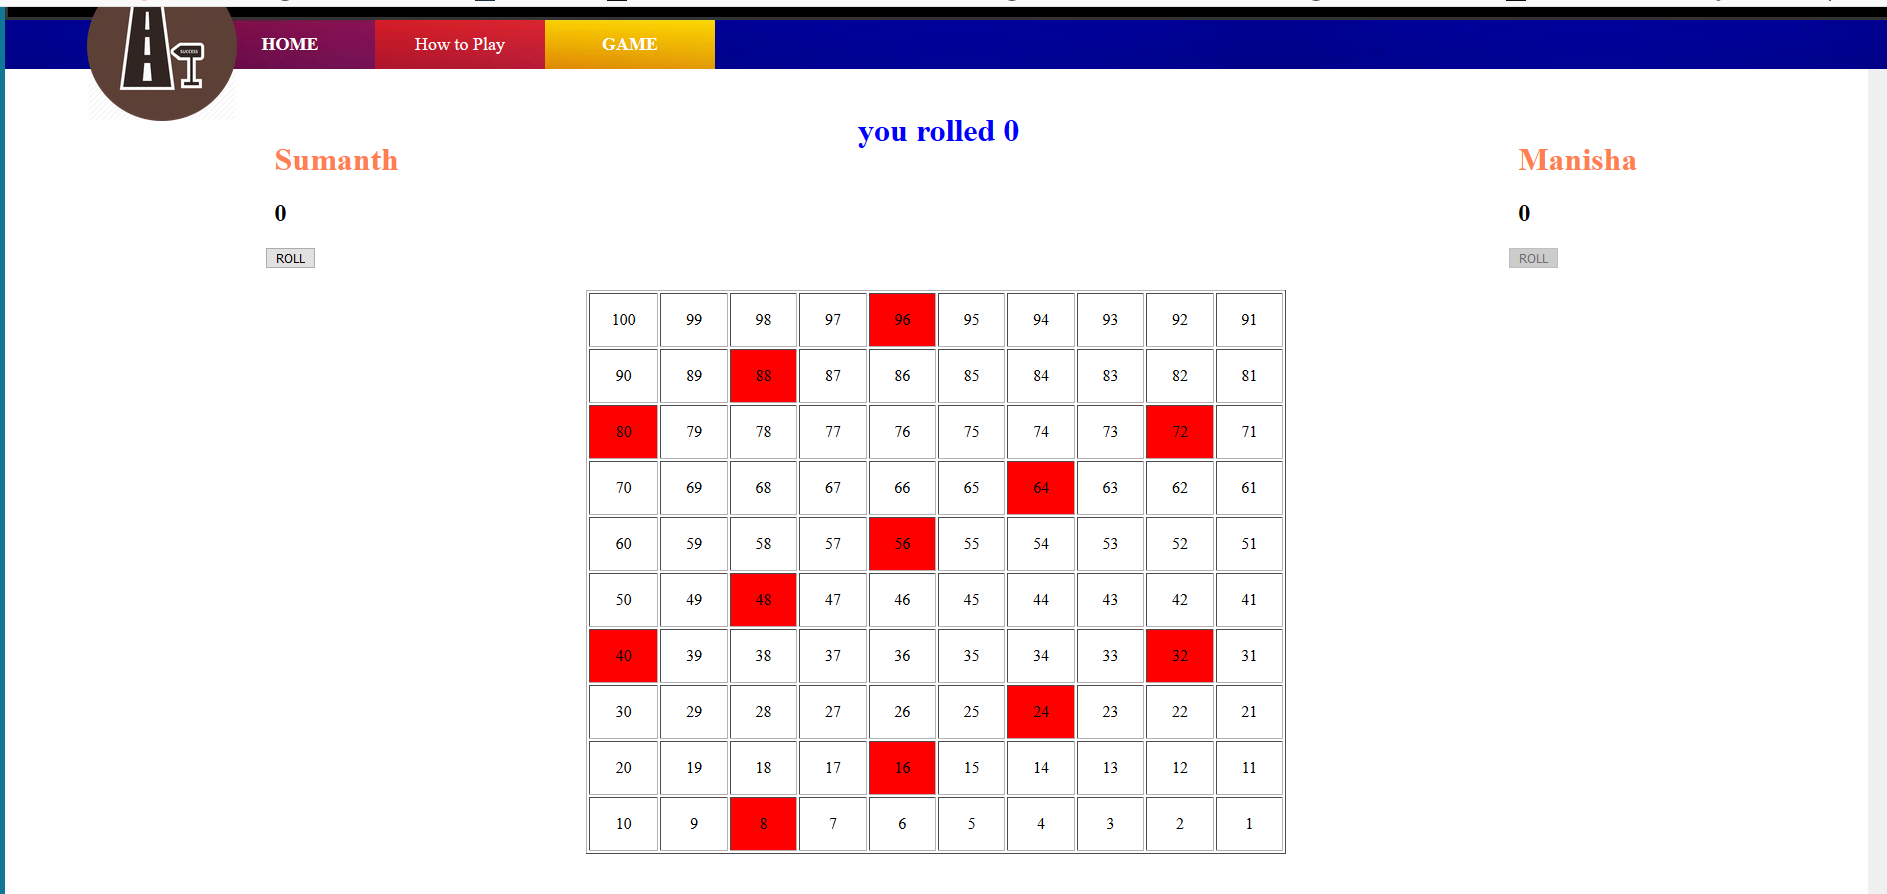 SUCCESS
HOME How to Play GAME
you rolled 0
Sumanth Manisha
0 0
ROLL ROLL
100 99 98 97 96 95 94 93 92 91
90 89 88 87 86 85 84 83 82 81
80 79 78 77 76 75 74 73 72 71
70 69 68 67 66 65 64 63 62 61
60 59 58 57 56 55 54 53 52 51
50 49 48 47 46 45 44 43 42 41
40 39 38 37 36 35 34 33 32 31
30 29 28 27 26 25 24 23 22 21
20 19 18 17 16 15 14 13 12 11
10 9 8 7 6 5 4 3 2 1